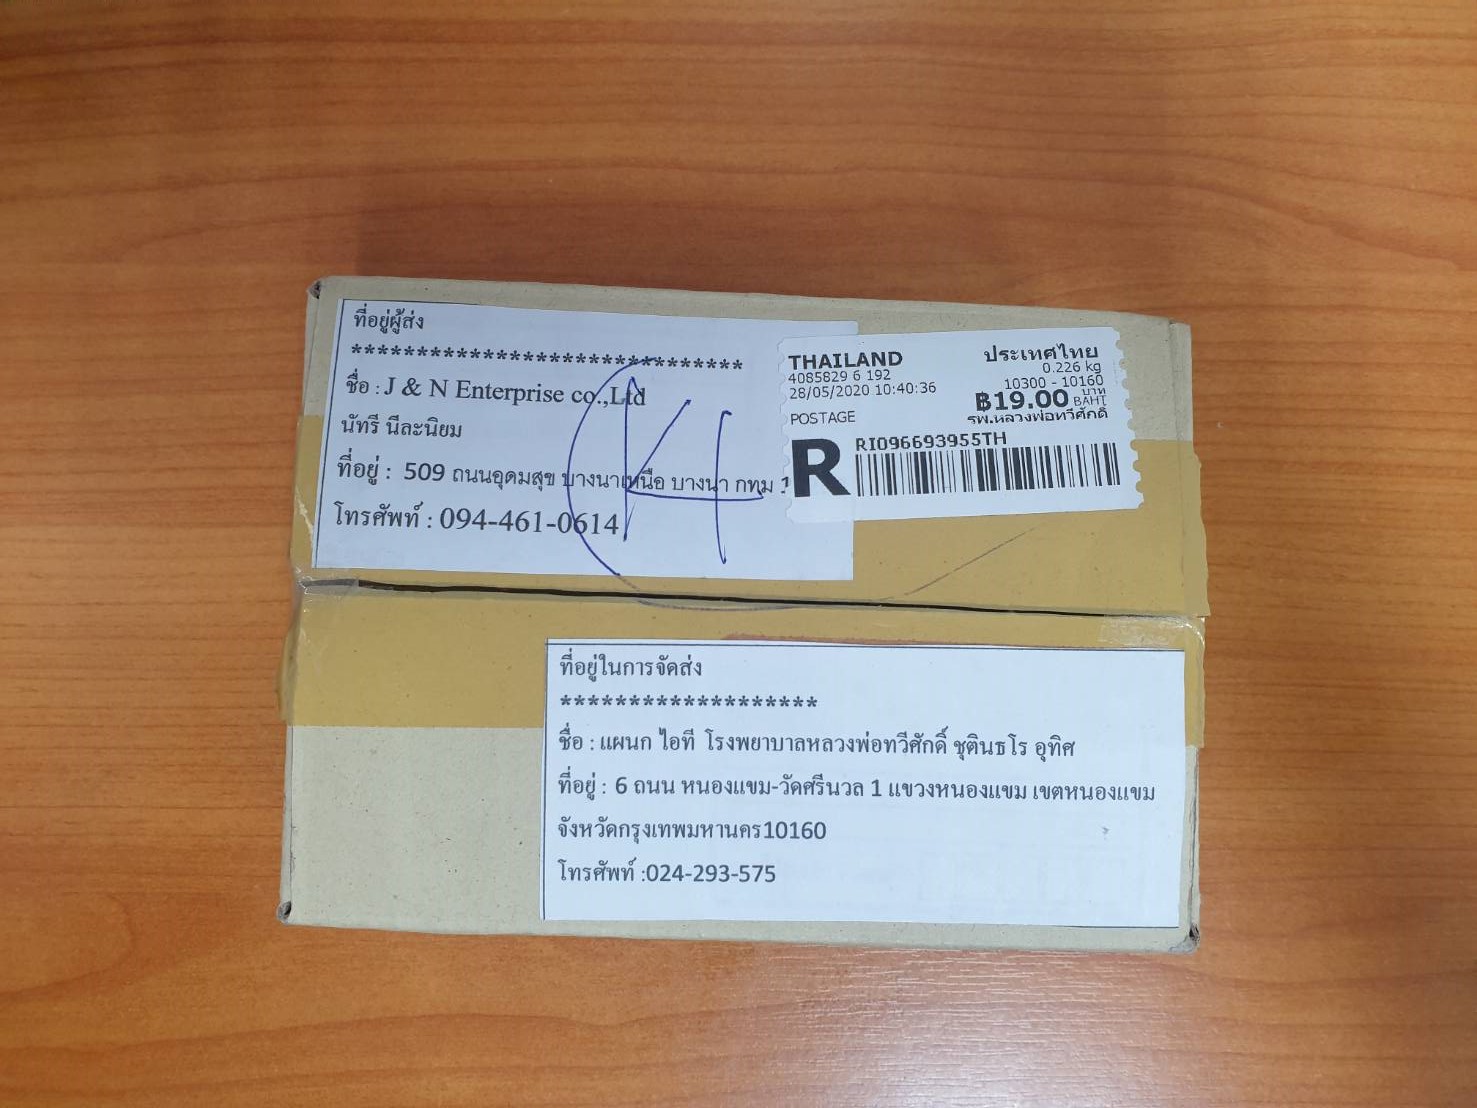 ที่อยู่ผู้ส่ง
******************************
ชื่อ : J & N Enterprise co.,Ltd
นัทรี นีละนิยม
ที่อยู่ : 509 ถนนอุดมสุข บางนาเหนือ บางนา กทม
โทรศัพท์ : 094-461-0614
THAILAND
ประเทศไทย
4085829 6 192
0.226 kg
28/05/2020 10:40:36
10300 - 10160
฿19.00 บาท BAHT
POSTAGE
รพ.หลวงพ่อทวีศักดิ์
R RI096693955TH
ที่อยู่ในการจัดส่ง
*******************
ชื่อ : แผนก ไอที โรงพยาบาลหลวงพ่อทวีศักดิ์ ชุตินธโร อุทิศ
ที่อยู่ : 6 ถนน หนองแขม-วัดศรีนวล 1 แขวงหนองแขม เขตหนองแขม
จังหวัดกรุงเทพมหานคร10160
โทรศัพท์ :024-293-575